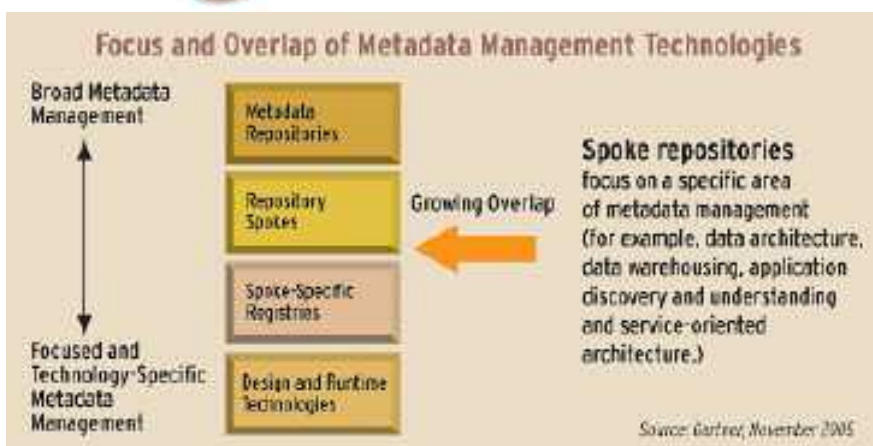 Focus and Overlap of Metadata Management Technologies
Broad Metadata
Management
Metadata
Repositories
Repository
Spokes
Growing Overlap
Spoke-Specific
Registries
Design and Runtime
Technologies
Focused and
Technology-Specific
Metadata
Management
Spoke repositories
focus on a specific area
of metadata management
(for example, data architecture,
data warehousing, application
discovery and understanding
and service-oriented
architecture.)
Source: Gartner, November 2005